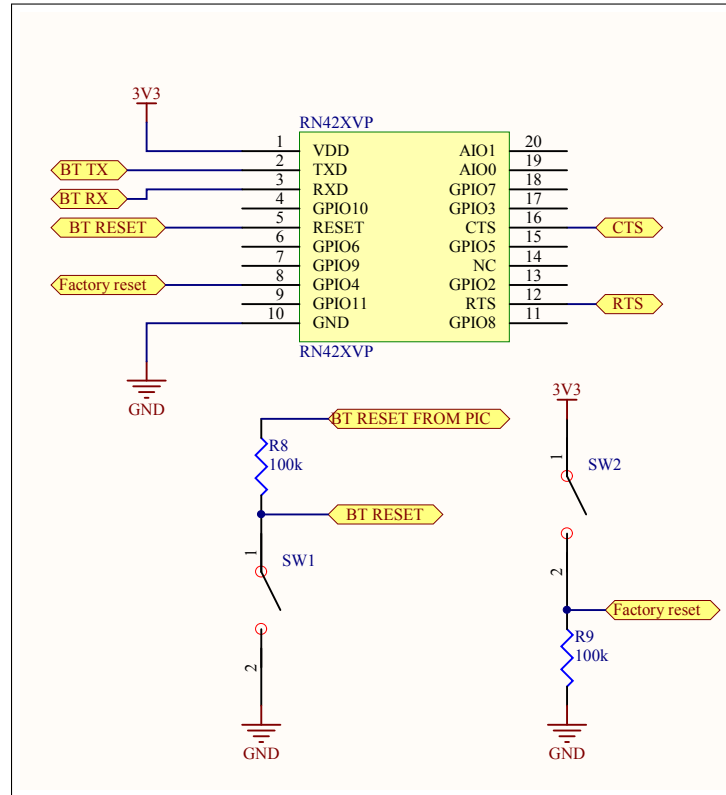 3V3
RN42XVP
1 VDD AIO1 20
BT TX 2 TXD AIO0 19
BT RX 3 RXD GPIO7 18
4 GPIO10 GPIO3 17
BT RESET 5 RESET CTS 16 CTS
6 GPIO6 GPIO5 15
7 GPIO9 NC 14
Factory reset 8 GPIO4 GPIO2 13
9 GPIO11 RTS 12 RTS
10 GND GPIO8 11
RN42XVP
GND
3V3
BT RESET FROM PIC
R8
100k
1
SW2
BT RESET
1
SW1
2
Factory reset
R9
100k
2
GND
GND